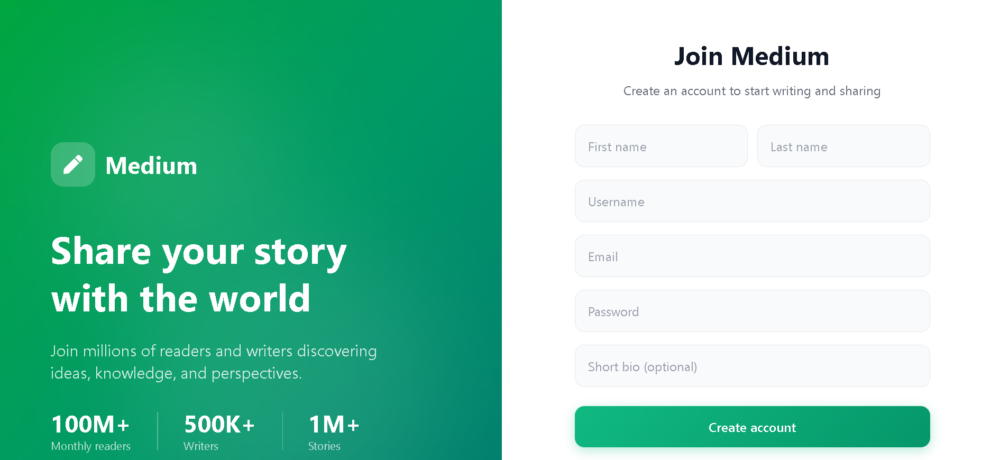 Medium
Share your story
with the world
Join millions of readers and writers discovering
ideas, knowledge, and perspectives.
100M+
Monthly readers
500K+
Writers
1M+
Stories
Join Medium
Create an account to start writing and sharing
First name
Last name
Username
Email
Password
Short bio (optional)
Create account